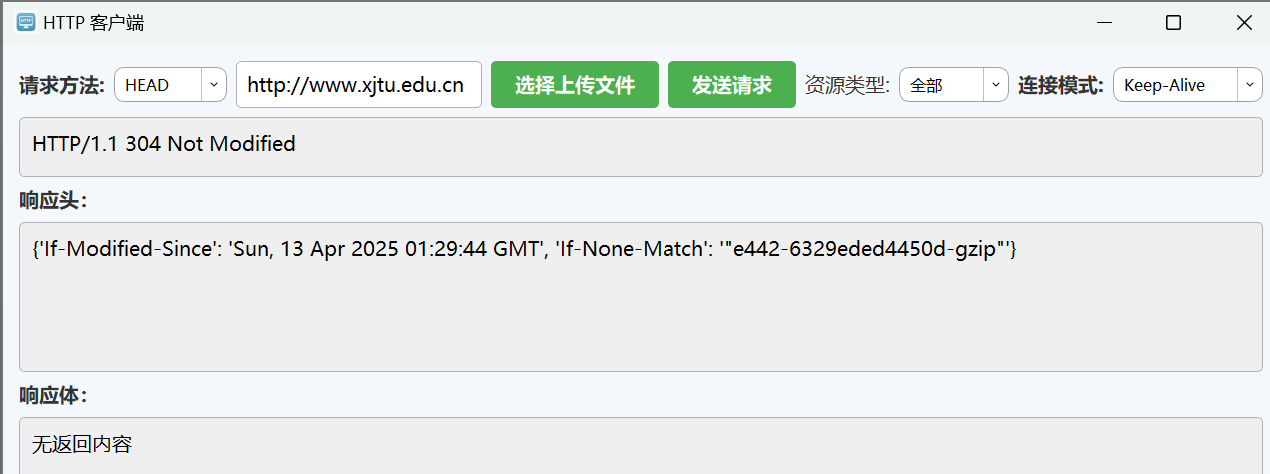 HTTP 客户端
请求方法: HEAD http://www.xjtu.edu.cn 选择上传文件 发送请求 资源类型: 全部 连接模式: Keep-Alive
HTTP/1.1 304 Not Modified
响应头：
{'If-Modified-Since': 'Sun, 13 Apr 2025 01:29:44 GMT', 'If-None-Match': '"e442-6329eded4450d-gzip"'}
响应体：
无返回内容